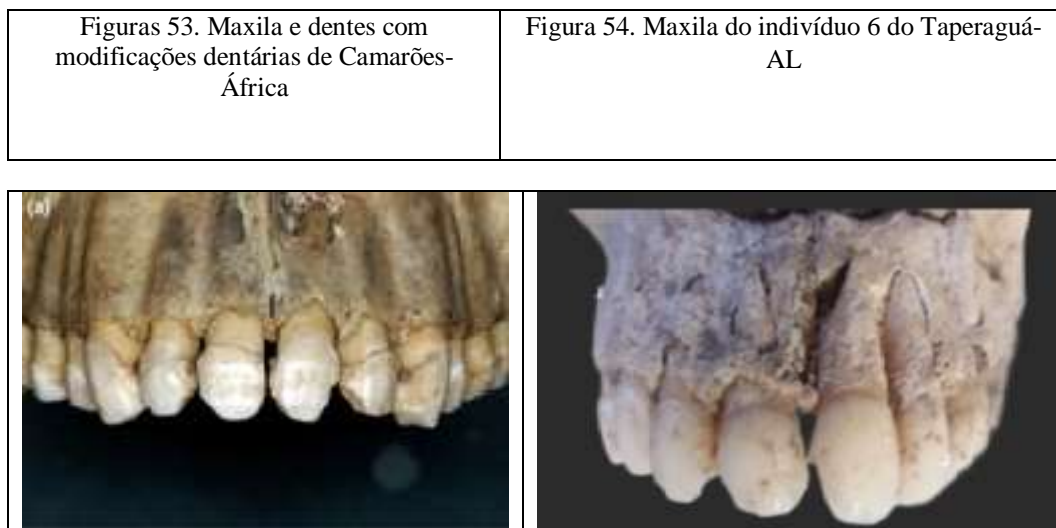 Figuras 53. Maxila e dentes com
modificações dentárias de Camarões-
África
Figura 54. Maxila do indivíduo 6 do Taperaguá-
AL
(a)